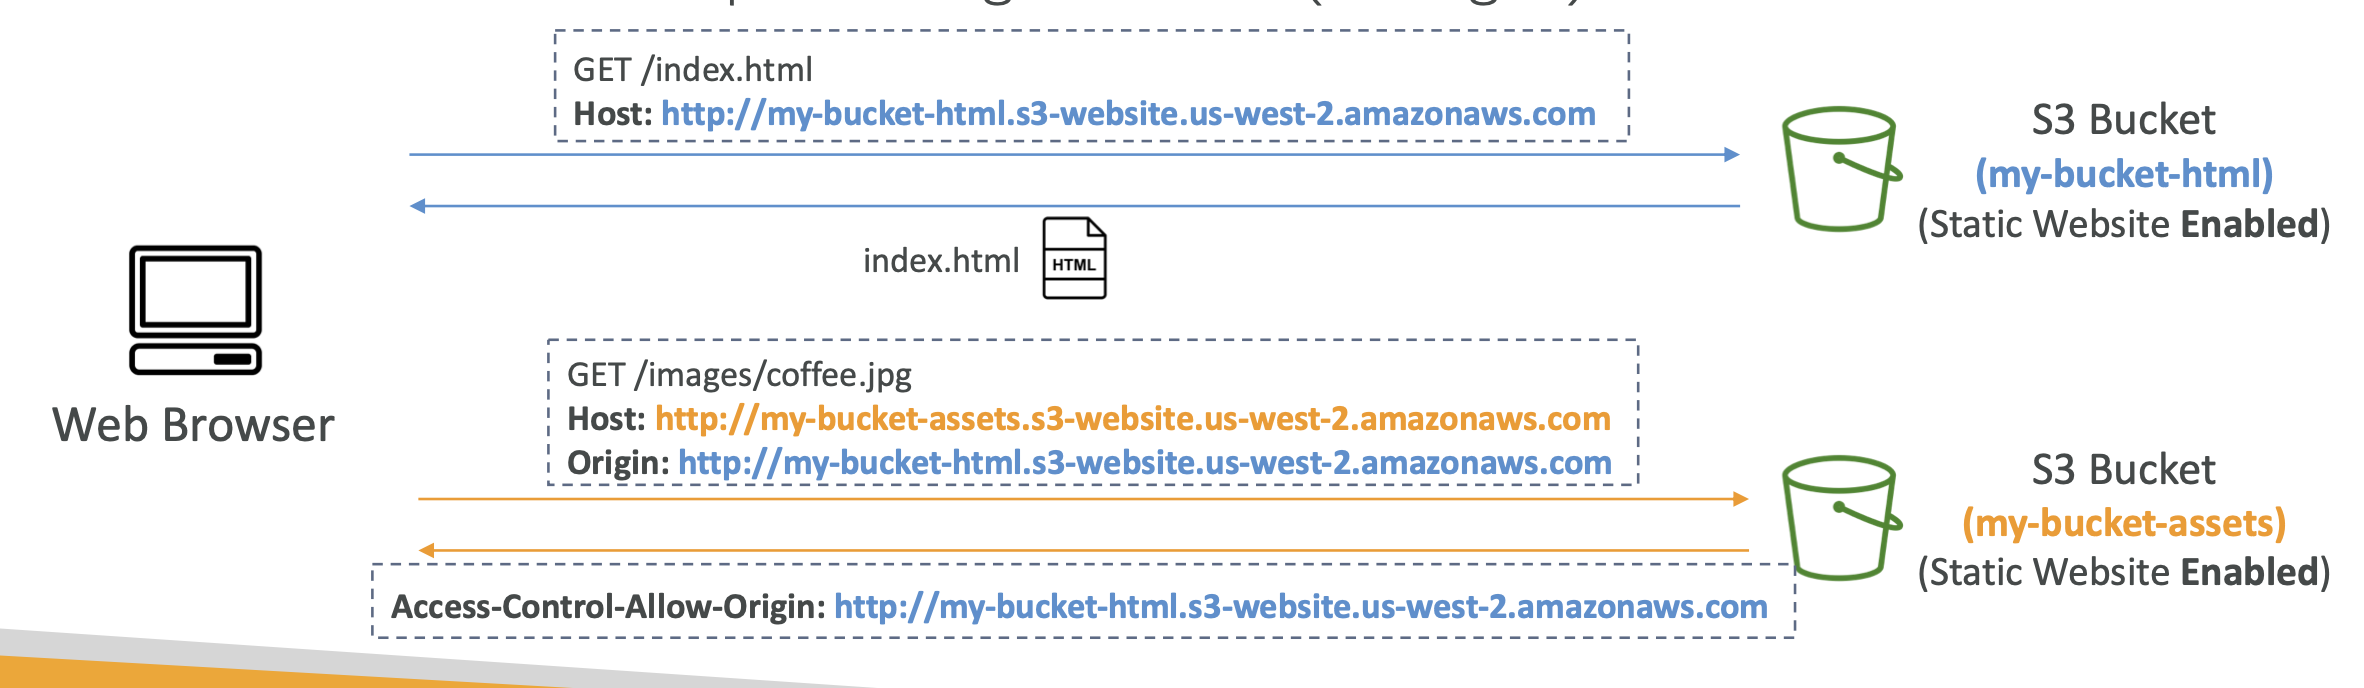 GET /index.html
Host: http://my-bucket-html.s3-website.us-west-2.amazonaws.com
S3 Bucket
(my-bucket-html)
(Static Website Enabled)
index.html
HTML
Web Browser
GET /images/coffee.jpg
Host: http://my-bucket-assets.s3-website.us-west-2.amazonaws.com
Origin: http://my-bucket-html.s3-website.us-west-2.amazonaws.com
S3 Bucket
(my-bucket-assets)
(Static Website Enabled)
Access-Control-Allow-Origin: http://my-bucket-html.s3-website.us-west-2.amazonaws.com